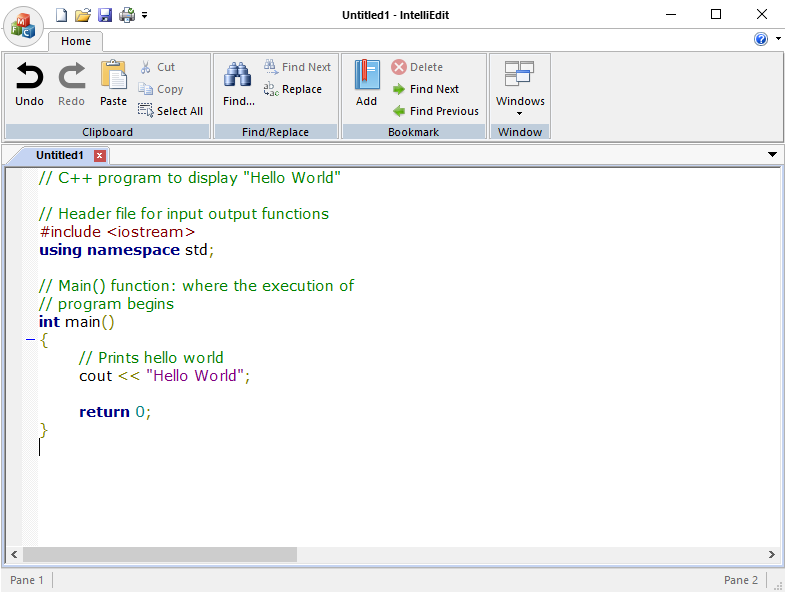 Untitled1 - IntelliEdit
Home
Undo
Redo
Paste
Cut
Copy
Select All
Clipboard
Find...
Find Next
Replace
Find/Replace
Add
Delete
Find Next
Find Previous
Bookmark
Windows
Window
Untitled1
// C++ program to display "Hello World"
// Header file for input output functions
#include <iostream>
using namespace std;
// Main() function: where the execution of
// program begins
int main()
{
// Prints hello world
cout << "Hello World";
return 0;
}
Pane 1
Pane 2